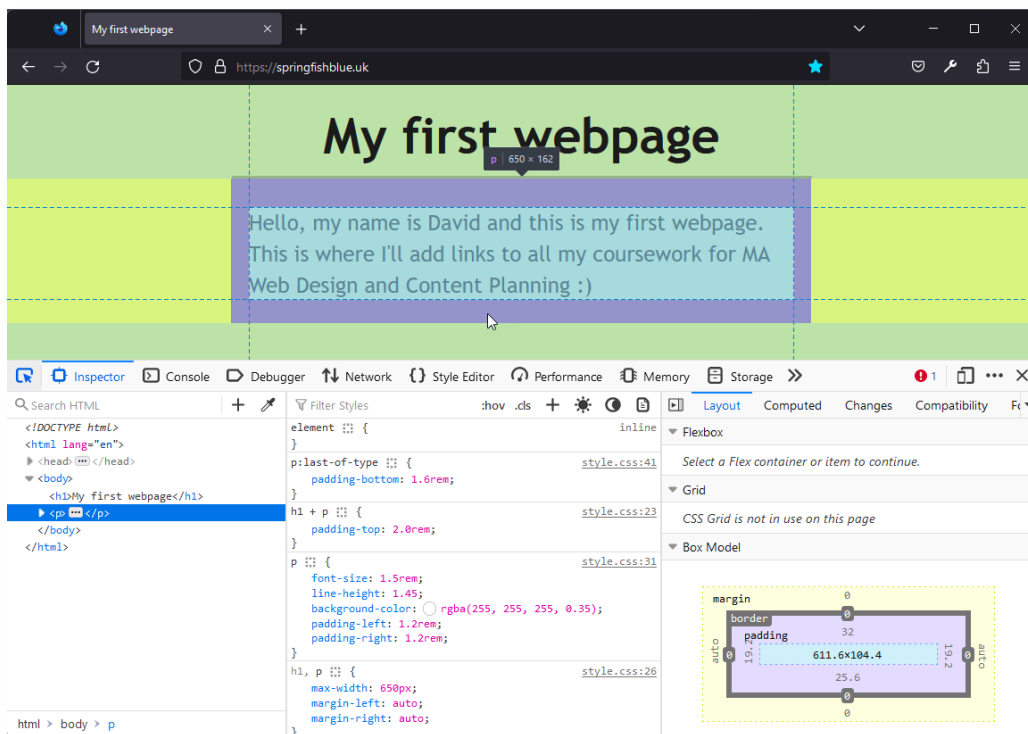 My first webpage
https://springfishblue.uk
My first webpage
p 650 × 162
Hello, my name is David and this is my first webpage.
This is where I'll add links to all my coursework for MA
Web Design and Content Planning :)
Inspector Console Debugger Network {} Style Editor Performance Memory Storage 1
Search HTML
<!DOCTYPE html>
<html lang="en">
<head> ••• </head>
<body>
<h1>My first webpage</h1>
<p> ••• </p>
</body>
</html>
html > body > p
Filter Styles :hov .cls
element { inline
}
p:last-of-type { style.css:41
padding-bottom: 1.6rem;
}
h1 + p { style.css:23
padding-top: 2.0rem;
}
p { style.css:31
font-size: 1.5rem;
line-height: 1.45;
background-color: rgba(255, 255, 255, 0.35);
padding-left: 1.2rem;
padding-right: 1.2rem;
}
h1, p { style.css:26
max-width: 650px;
margin-left: auto;
margin-right: auto;
}
Layout Computed Changes Compatibility
Flexbox
Select a Flex container or item to continue.
Grid
CSS Grid is not in use on this page
Box Model
margin 0
border 0
padding 32
auto 0 19.2 611.6×104.4 19.2 0 auto
25.6
0
0